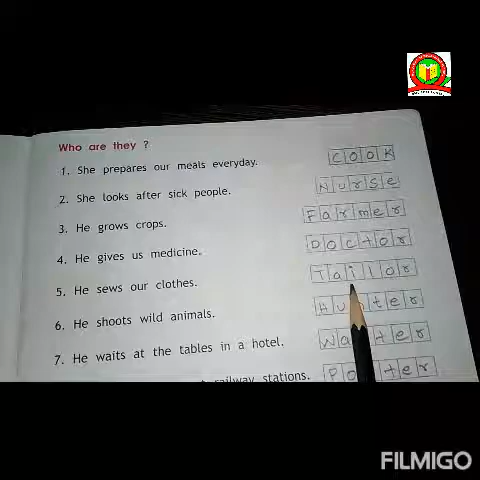 Who are they ?
1. She prepares our meals everyday. COOK
2. She looks after sick people. Nurse
3. He grows crops. Farmer
4. He gives us medicine. Doctor
5. He sews our clothes. Tailor
6. He shoots wild animals. Hunter
7. He waits at the tables in a hotel. Waiter
railway stations. Porter
FILMIGO